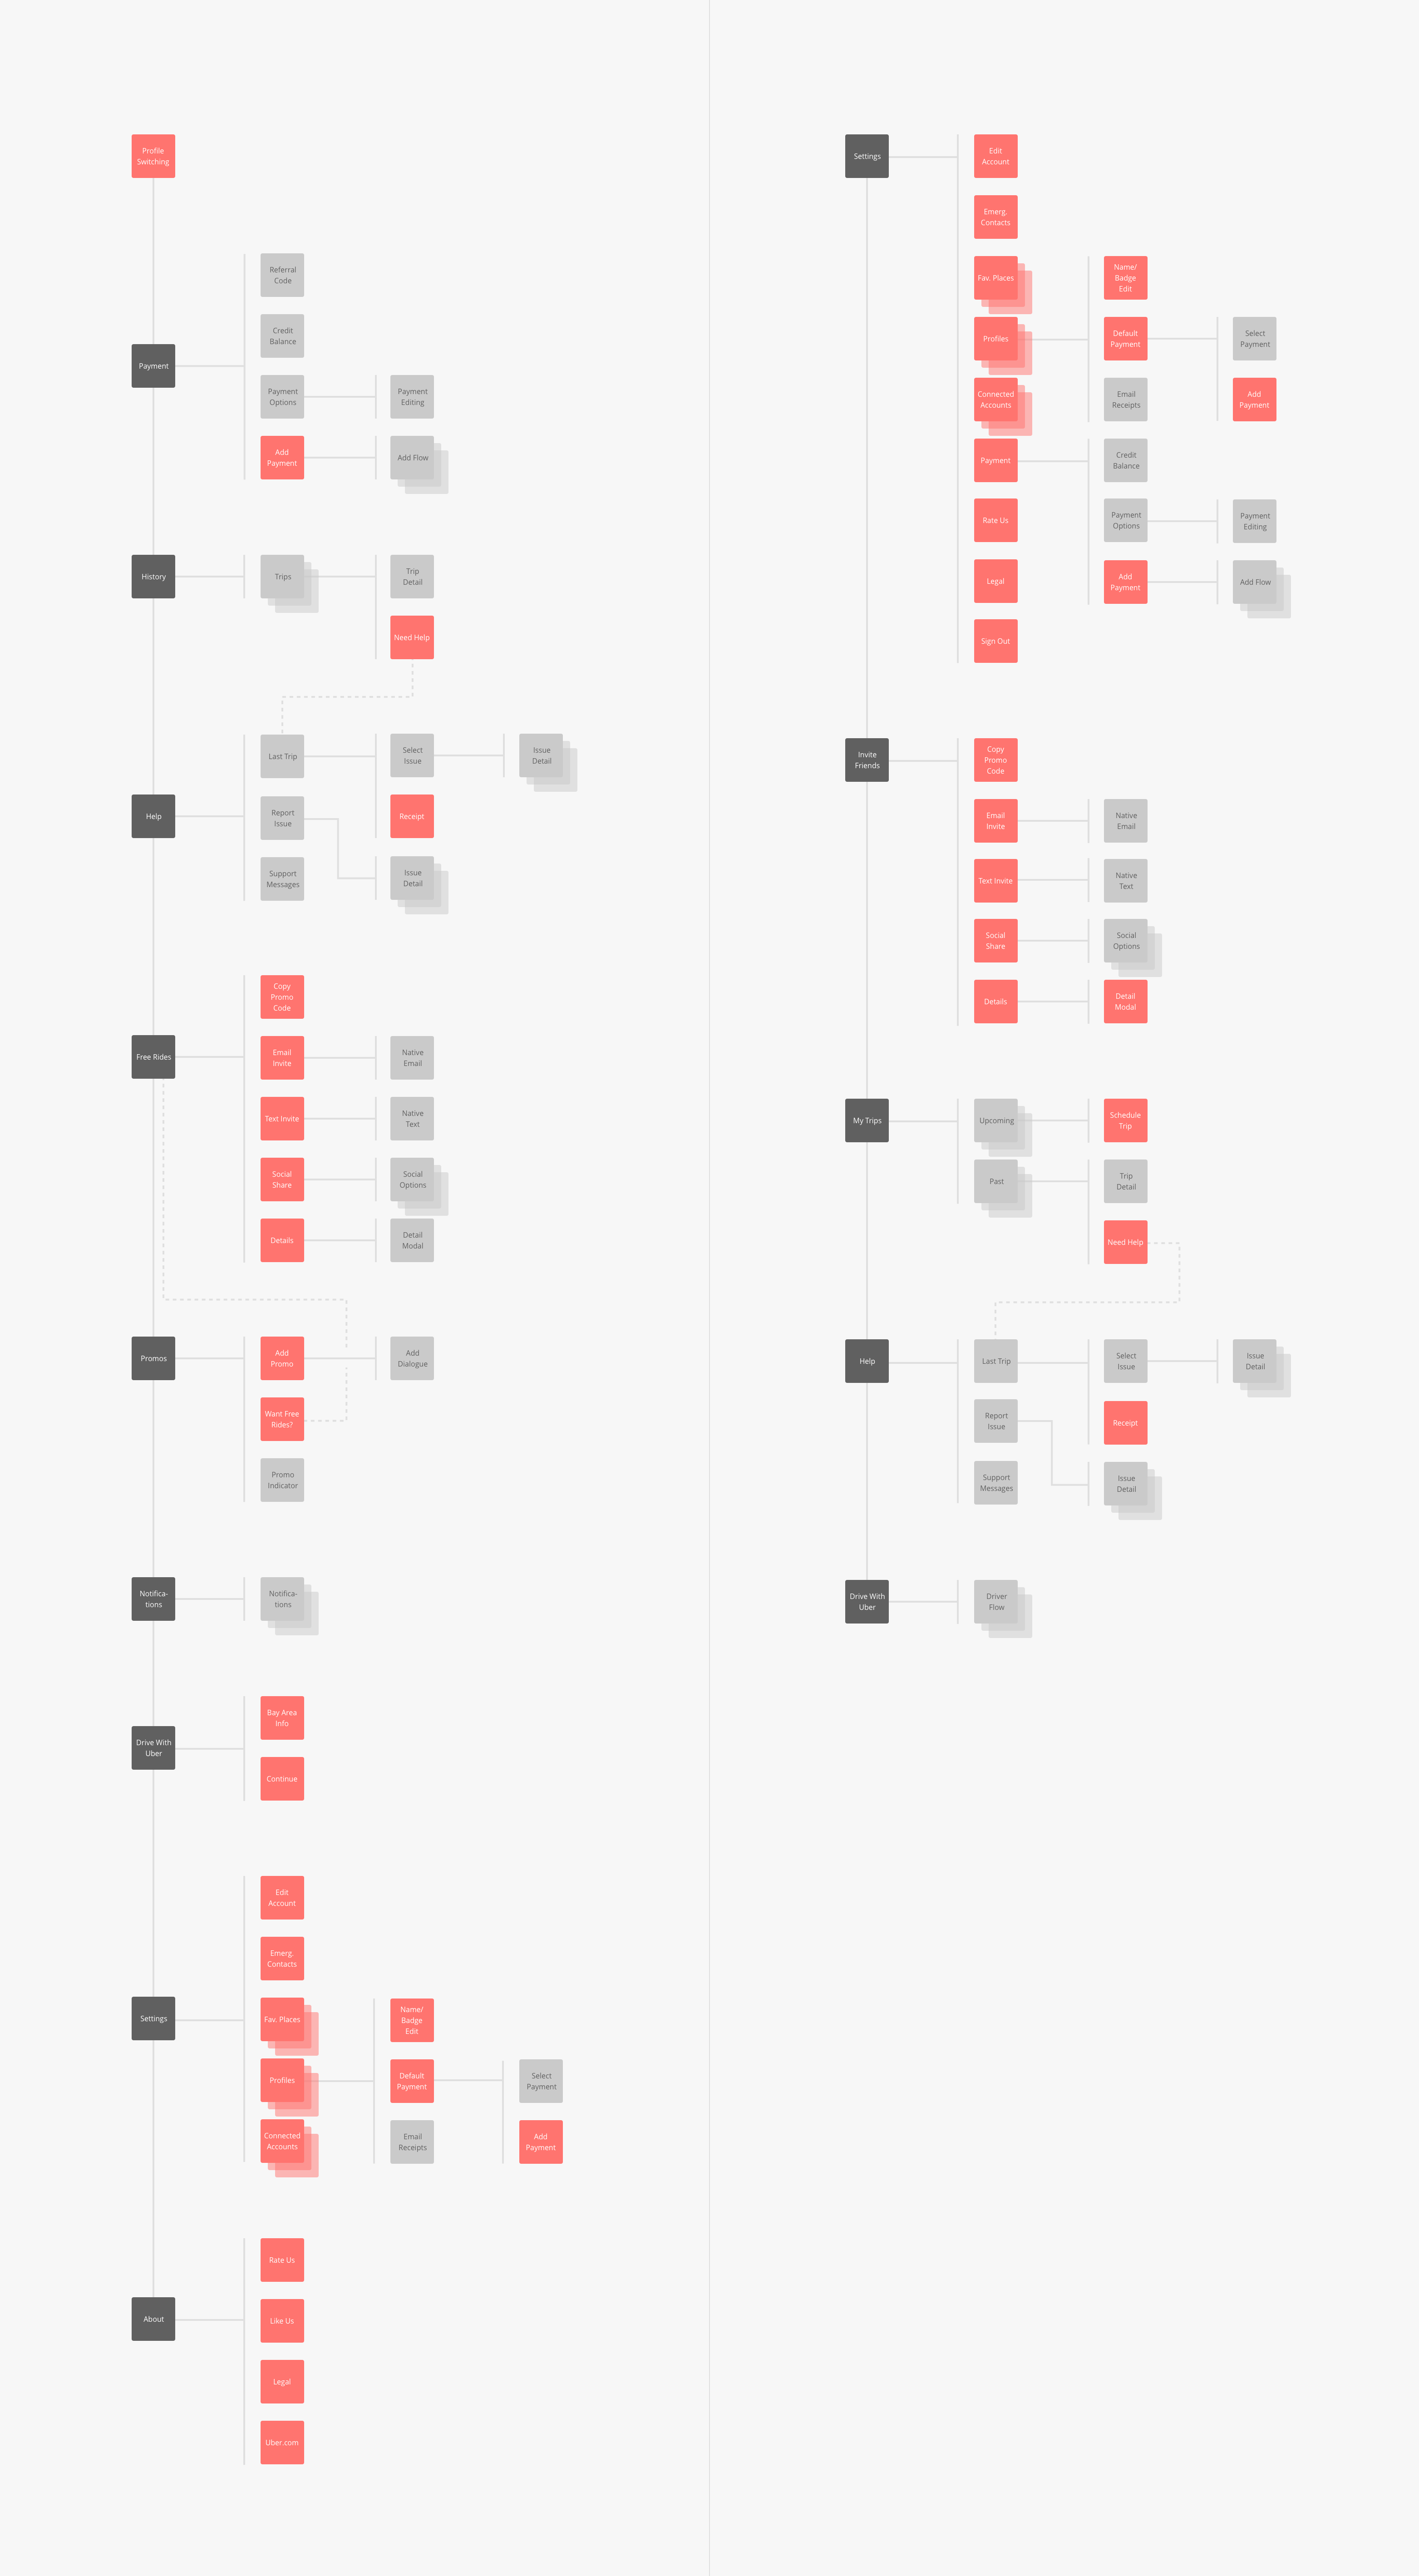 Profile
Switching
Referral
Code
Credit
Balance
Payment
Payment
Options
Payment
Editing
Add
Payment
Add Flow
History
Trips
Trip
Detail
Need Help
Last Trip
Select
Issue
Issue
Detail
Help
Report
Issue
Receipt
Support
Messages
Issue
Detail
Copy
Promo
Code
Free Rides
Email
Invite
Native
Email
Text Invite
Native
Text
Social
Share
Social
Options
Details
Detail
Modal
Promos
Add
Promo
Add
Dialogue
Want Free
Rides?
Promo
Indicator
Notifica-
tions
Notifica-
tions
Bay Area
Info
Drive With
Uber
Continue
Edit
Account
Emerg.
Contacts
Settings
Fav. Places
Name/
Badge
Edit
Profiles
Default
Payment
Select
Payment
Connected
Accounts
Email
Receipts
Add
Payment
Rate Us
About
Like Us
Legal
Uber.com
Settings
Edit
Account
Emerg.
Contacts
Fav. Places
Name/
Badge
Edit
Profiles
Default
Payment
Select
Payment
Connected
Accounts
Email
Receipts
Add
Payment
Payment
Credit
Balance
Rate Us
Payment
Options
Payment
Editing
Legal
Add
Payment
Add Flow
Sign Out
Invite
Friends
Copy
Promo
Code
Email
Invite
Native
Email
Text Invite
Native
Text
Social
Share
Social
Options
Details
Detail
Modal
My Trips
Upcoming
Schedule
Trip
Past
Trip
Detail
Need Help
Help
Last Trip
Select
Issue
Issue
Detail
Report
Issue
Receipt
Support
Messages
Issue
Detail
Drive With
Uber
Driver
Flow